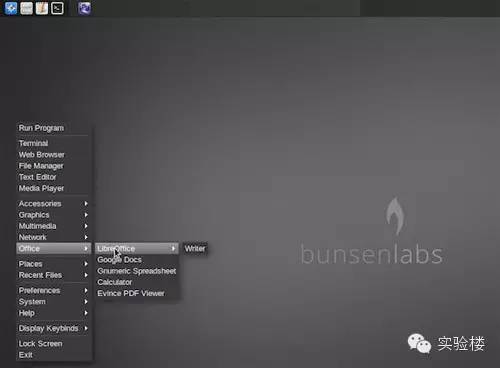 Run Program
Terminal
Web Browser
File Manager
Text Editor
Media Player
Accessories
Graphics
Multimedia
Network
Office
Places
Recent Files
Preferences
System
Help
Display Keybinds
Lock Screen
Exit
LibreOffice
Google Docs
Gnumeric Spreadsheet
Calculator
Evince PDF Viewer
Writer
bunsenlabs
实验楼